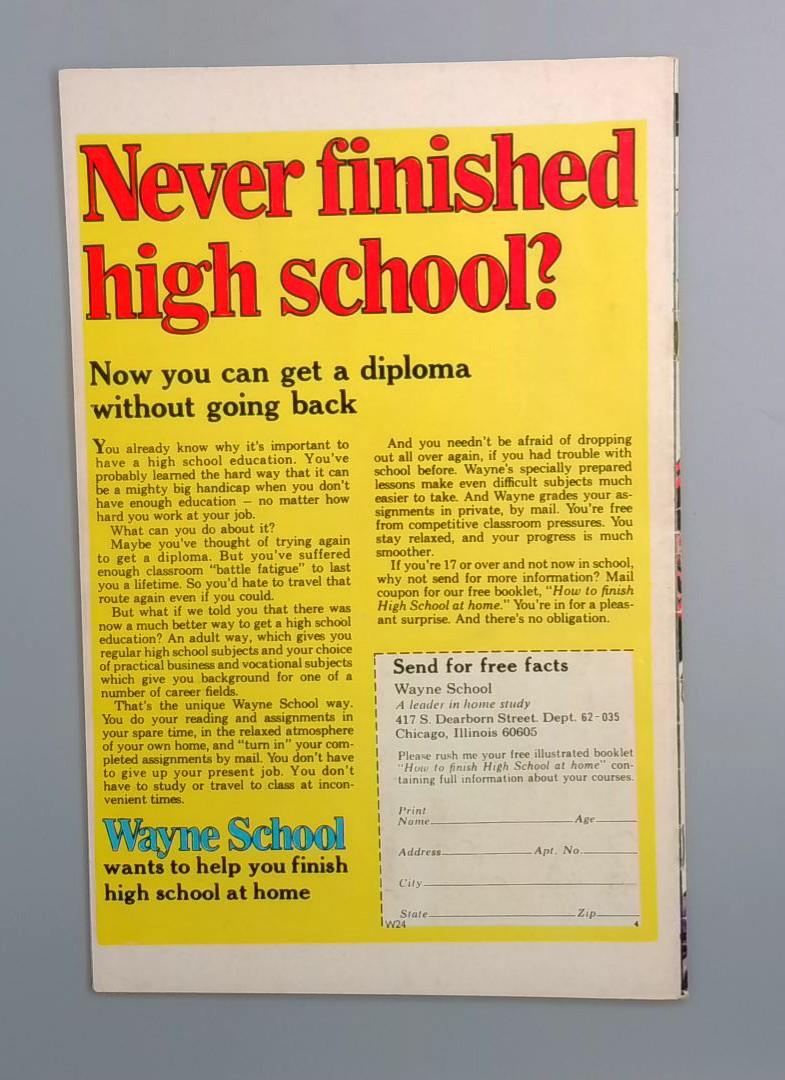 Never finished
high school?
Now you can get a diploma
without going back
You already know why it's important to
have a high school education. You've
probably learned the hard way that it can
be a mighty big handicap when you don't
have enough education — no matter how
hard you work at your job.
What can you do about it?
Maybe you've thought of trying again
to get a diploma. But you've suffered
enough classroom "battle fatigue" to last
you a lifetime. So you'd hate to travel that
route again even if you could.
But what if we told you that there was
now a much better way to get a high school
education? An adult way, which gives you
regular high school subjects and your choice
of practical business and vocational subjects
which give you background for one of a
number of career fields.
That's the unique Wayne School way.
You do your reading and assignments in
your spare time, in the relaxed atmosphere
of your own home, and "turn in" your com-
pleted assignments by mail. You don't have
to give up your present job. You don't
have to study or travel to class at incon-
venient times.
Wayne School
wants to help you finish
high school at home
And you needn't be afraid of dropping
out all over again, if you had trouble with
school before. Wayne's specially prepared
lessons make even difficult subjects much
easier to take. And Wayne grades your as-
signments in private, by mail. You're free
from competitive classroom pressures. You
stay relaxed, and your progress is much
smoother.
If you're 17 or over and not now in school,
why not send for more information? Mail
coupon for our free booklet, "How to finish
High School at home." You're in for a pleas-
ant surprise. And there's no obligation.
Send for free facts
Wayne School
A leader in home study
417 S. Dearborn Street. Dept. 62-035
Chicago, Illinois 60605
Please rush me your free illustrated booklet
"How to finish High School at home" con-
taining full information about your courses.
Print
Name Age
Address Apt. No.
City
State Zip
W24 4